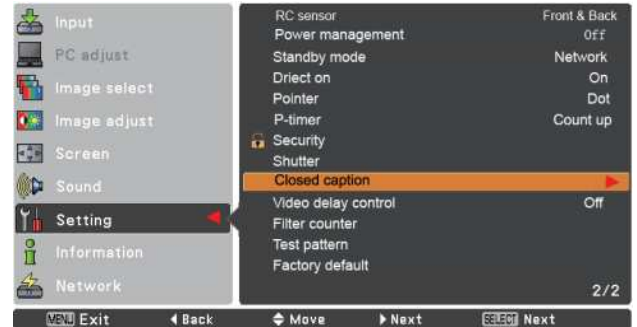 Input
PC adjust
Image select
Image adjust
Screen
Sound
Setting
Information
Network
RC sensor Front & Back
Power management Off
Standby mode Network
Driect on On
Pointer Dot
P-timer Count up
Security
Shutter
Closed caption
Video delay control Off
Filter counter
Test pattern
Factory default
2/2
MENU Exit Back Move Next SELECT Next